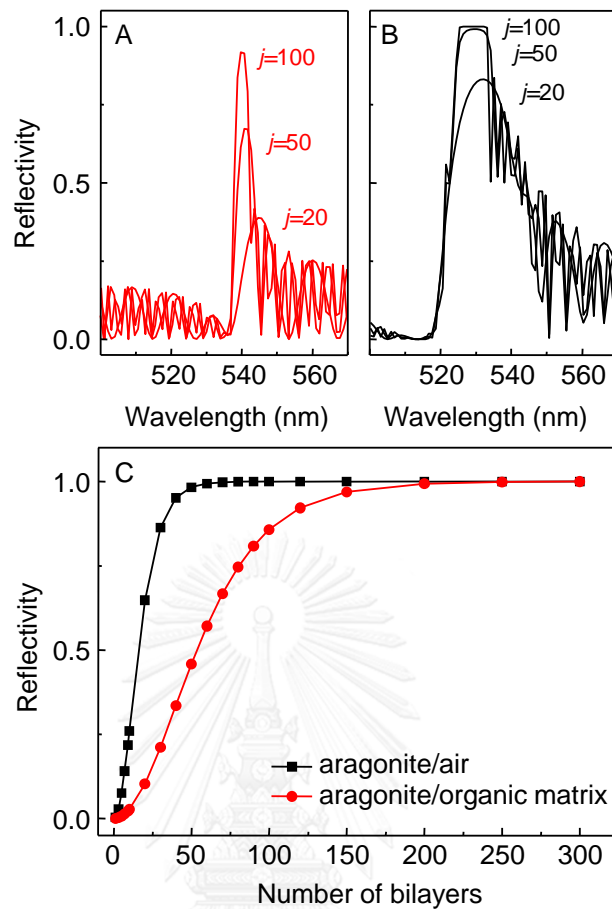 A
B
1.0
0.5
0.0
Reflectivity
j=100
j=50
j=20
j=100
j=50
j=20
520 540 560
520 540 560
Wavelength (nm)
Wavelength (nm)
C
1.0
0.5
0.0
Reflectivity
aragonite/air
aragonite/organic matrix
0 50 100 150 200 250 300
Number of bilayers